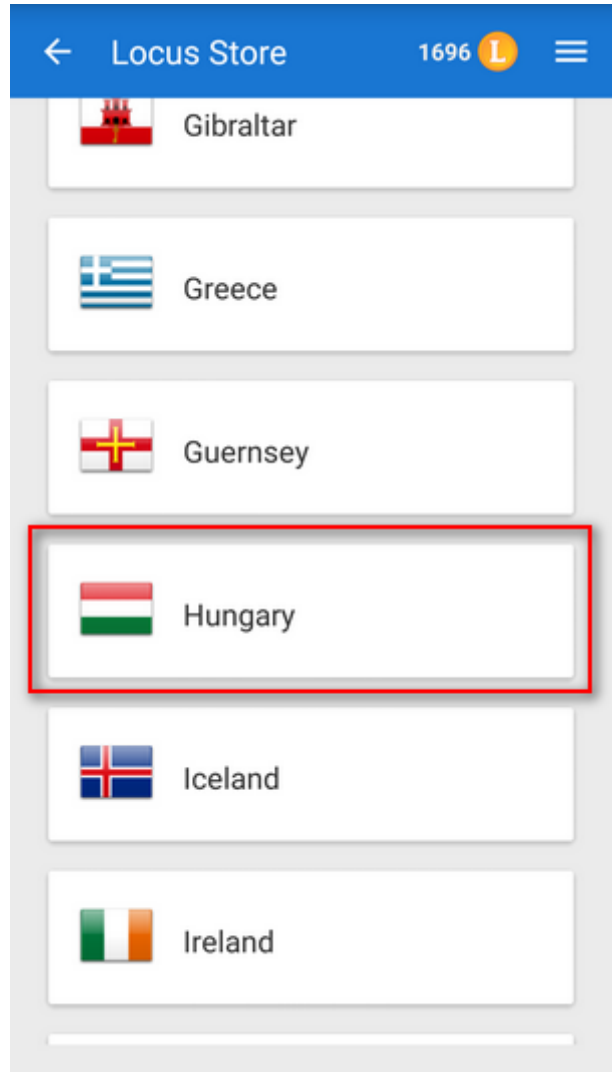 Locus Store
1696 L
Gibraltar
Greece
Guernsey
Hungary
Iceland
Ireland